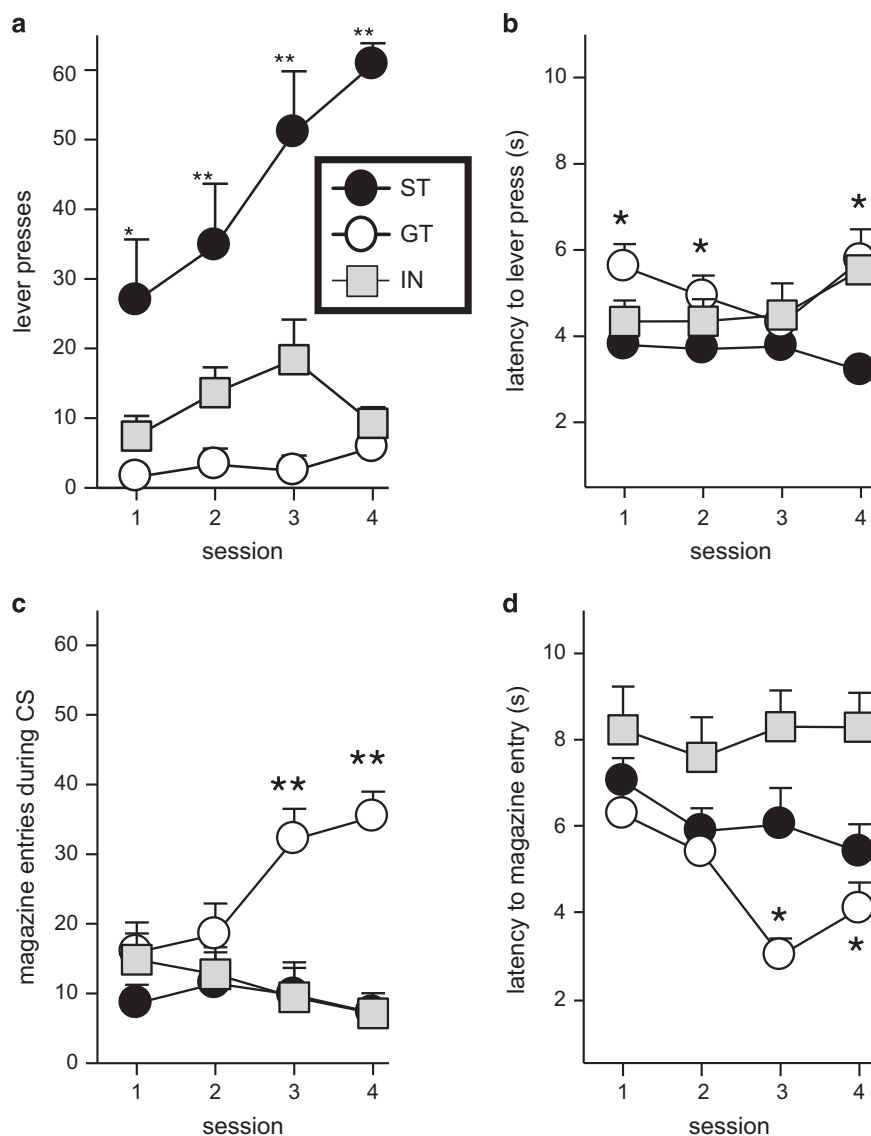 a
**
**
**
*
60
50
40
30
20
10
0
lever presses
ST
GT
IN
1 2 3 4
session
b
10
8
6
4
2
latency to lever press (s)
*
*
*
1 2 3 4
session
c
60
50
40
30
20
10
0
magazine entries during CS
**
**
1 2 3 4
session
d
10
8
6
4
2
latency to magazine entry (s)
*
*
1 2 3 4
session